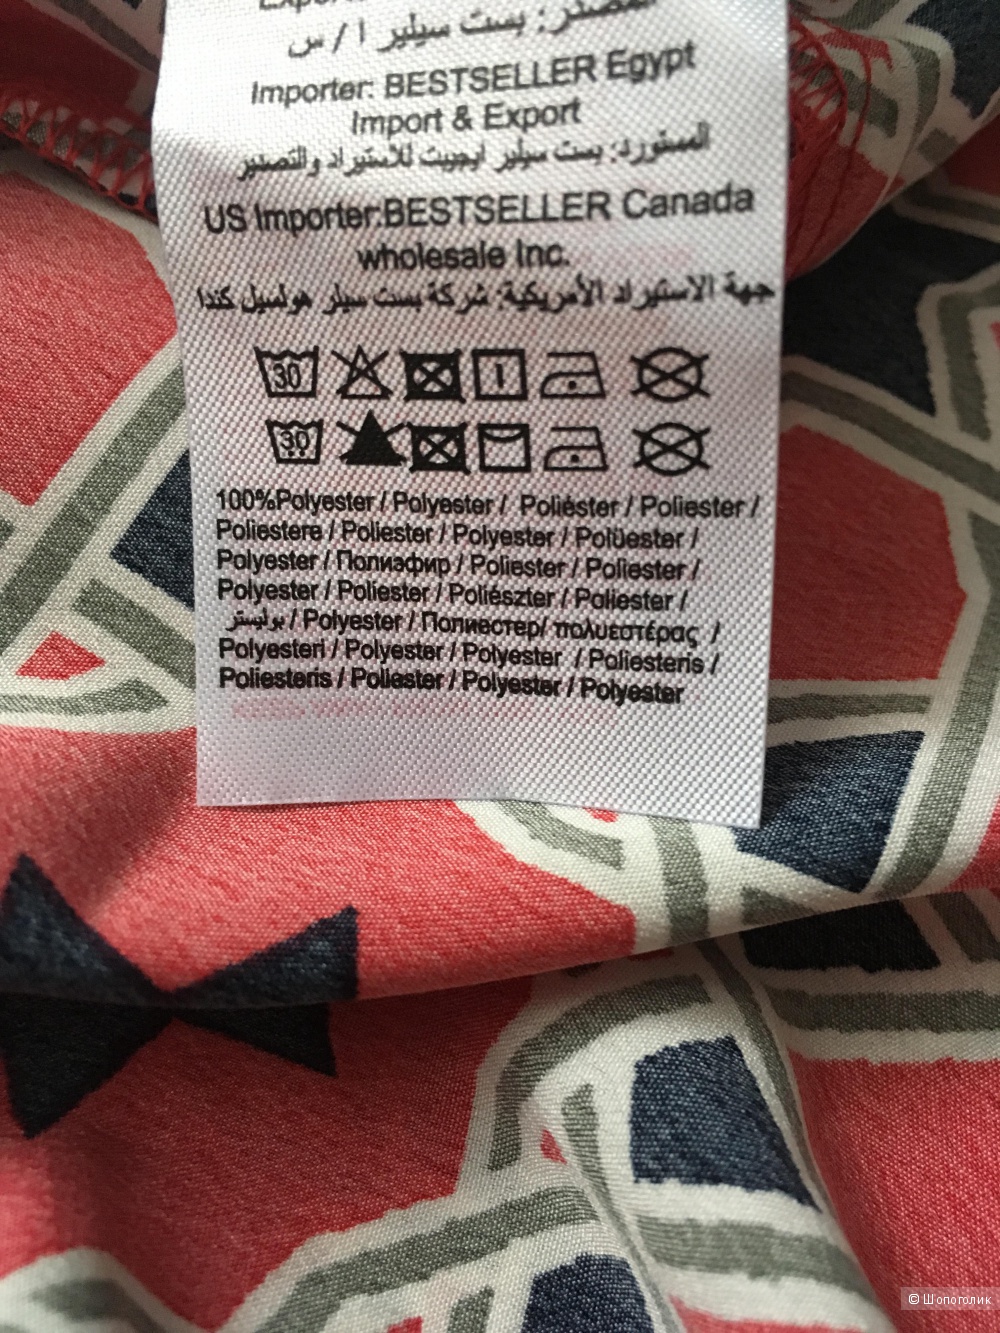 المصدر: بست سيلير ا / س
Importer: BESTSELLER Egypt
Import & Export
المستورد: بست سيلير ايجيبت للاستيراد والتصدير
US Importer:BESTSELLER Canada
wholesale Inc.
جهة الاستيراد الأمريكية: شركة بست سيلر هولسيل كندا
30
30
100%Polyester / Polyester / Poliéster / Poliester /
Poliestere / Poliester / Polyester / Polüester /
Polyester / Полиэфир / Poliester / Poliester /
Polyester / Poliester / Poliészter / Poliester /
بوليستر / Polyester / Полиестер/ πολυεστέρας /
Polyesteri / Polyester / Polyester / Poliesteris /
Poliesteris / Poliester / Polyester / Polyester
© Шопоголик